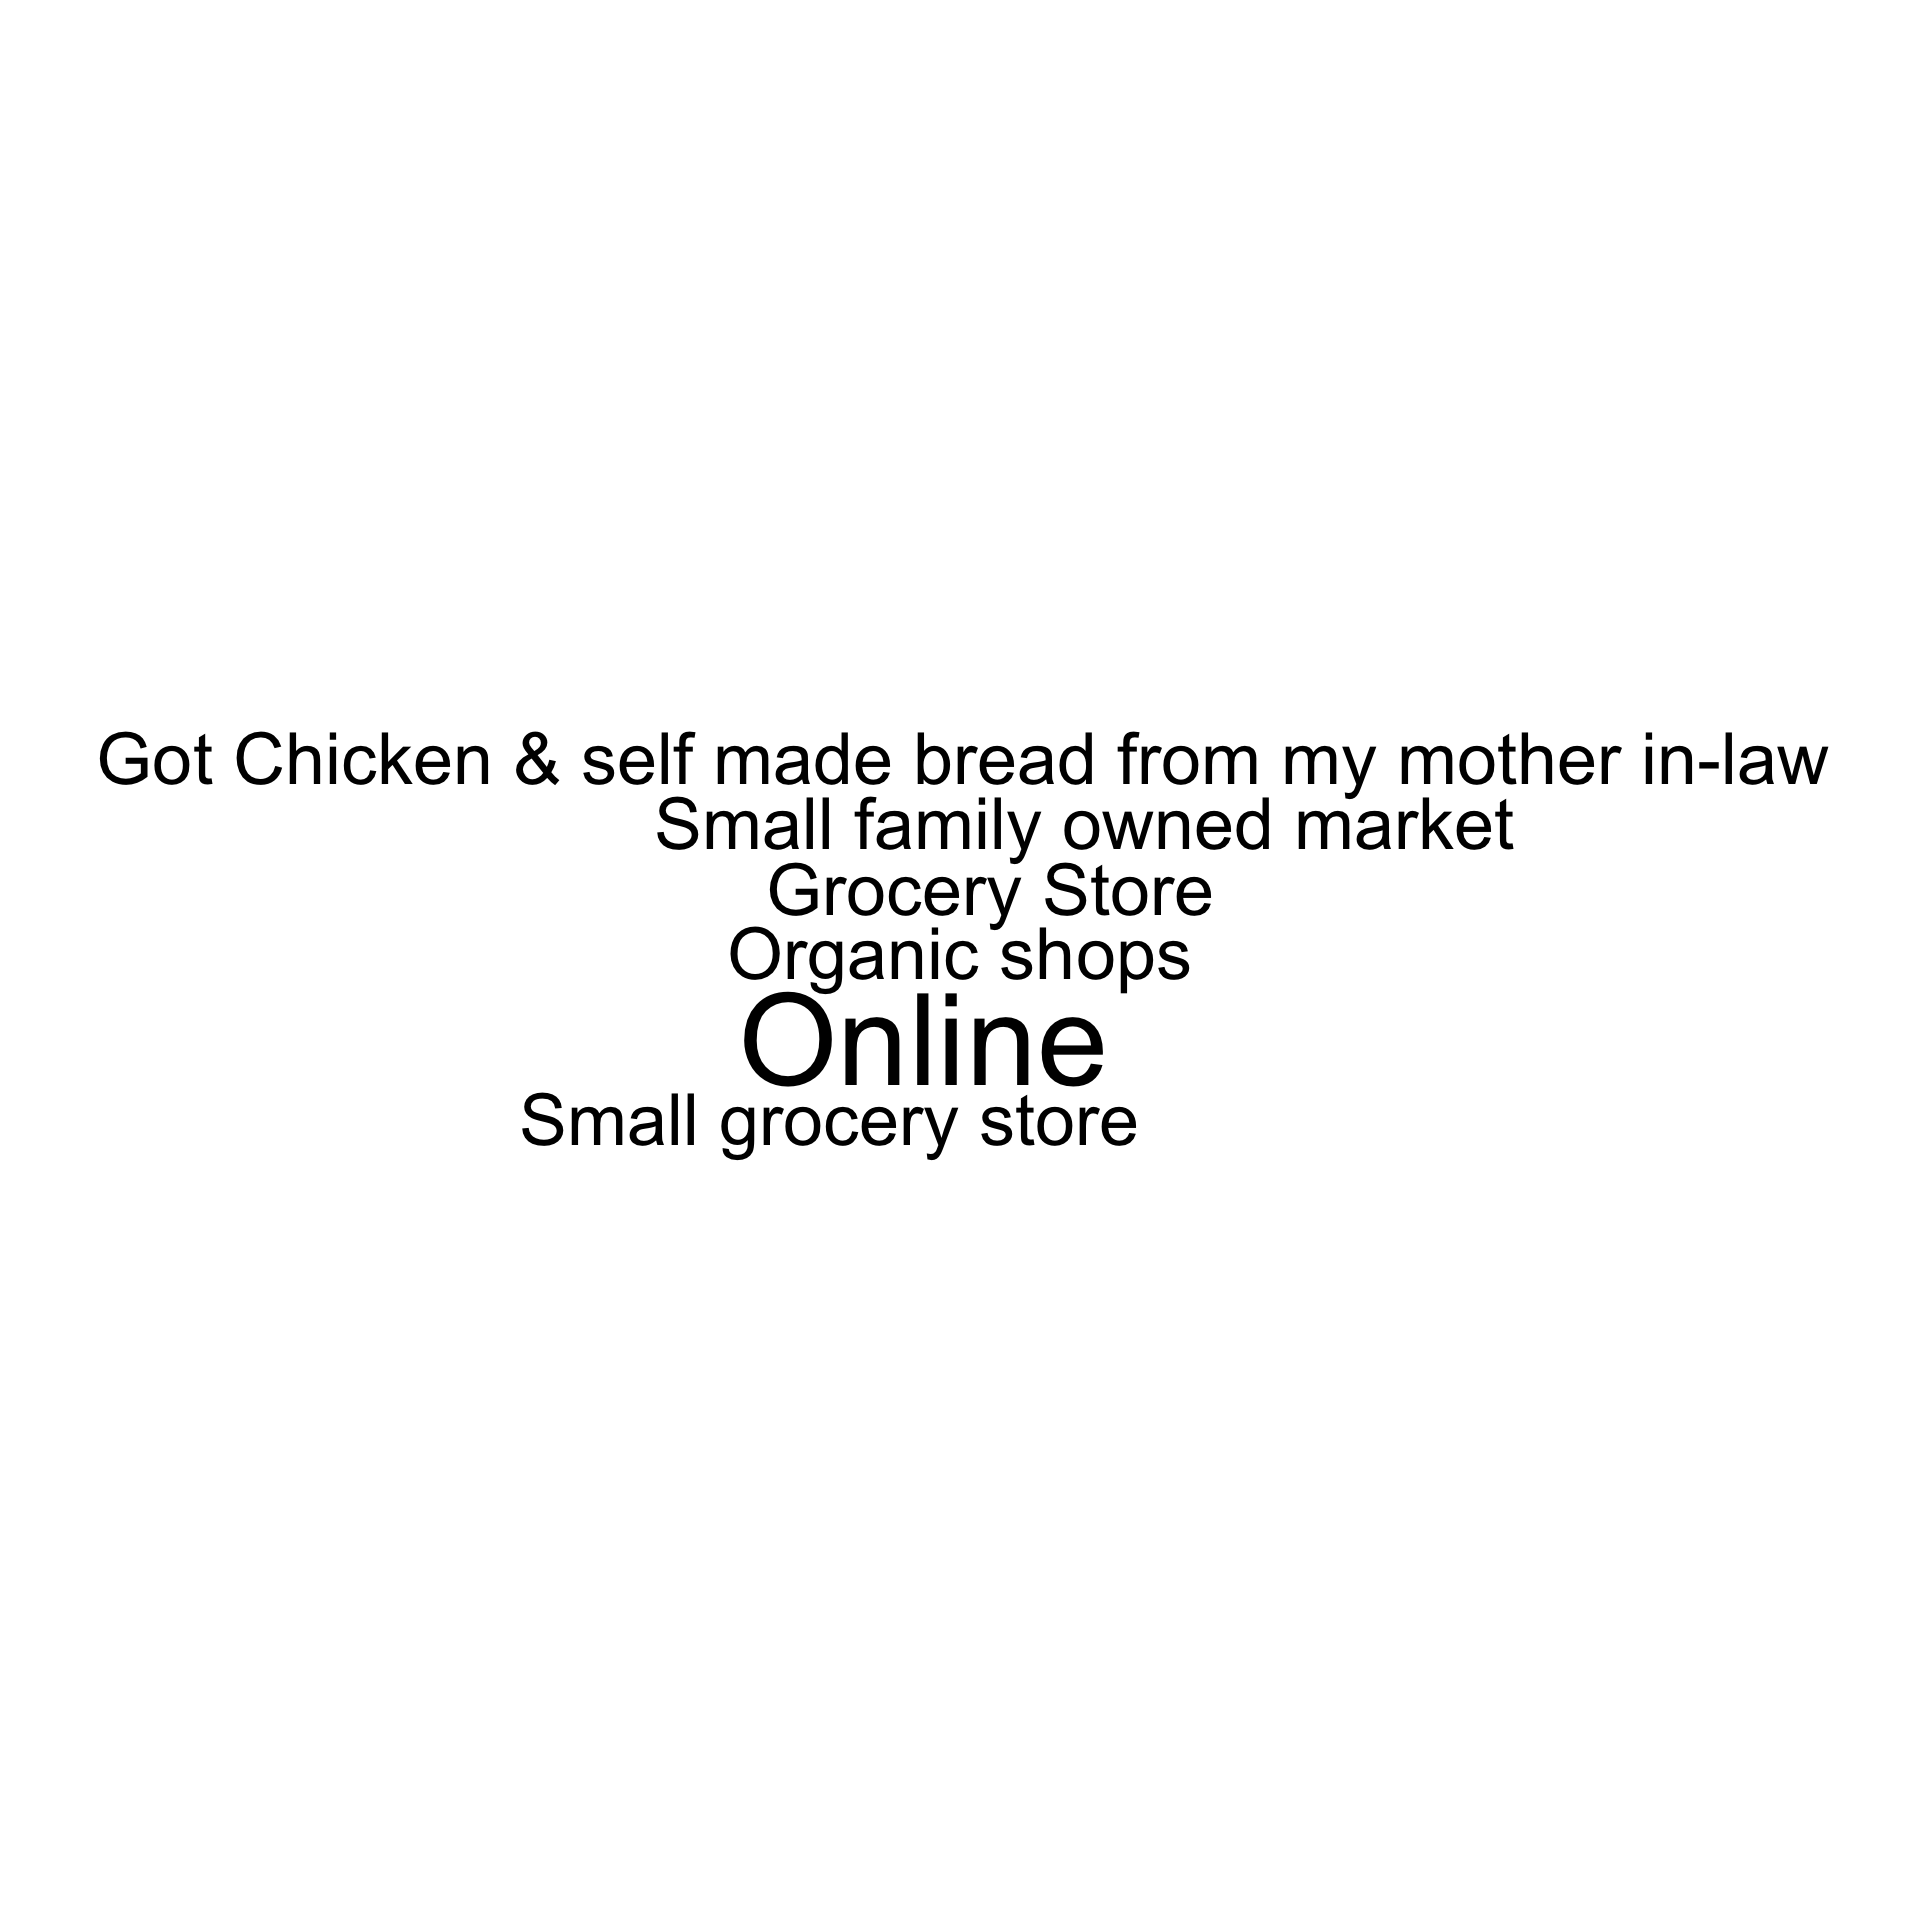 Got Chicken & self made bread from my mother in-law
Small family owned market
Grocery Store
Organic shops
Online
Small grocery store